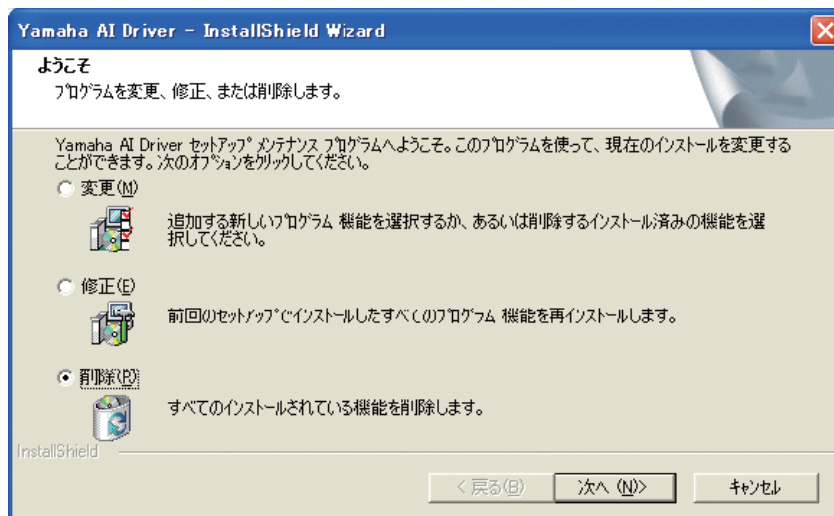 Yamaha AI Driver - InstallShield Wizard
ようこそ
プログラムを変更、修正、または削除します。
Yamaha AI Driver セットアップ メンテナンス プログラムへようこそ。このプログラムを使って、現在のインストールを変更する
ことができます。次のオプションをクリックしてください。
変更(M)
追加する新しいプログラム 機能を選択するか、あるいは削除するインストール済みの機能を選
択してください。
修正(E)
前回のセットアップでインストールしたすべてのプログラム 機能を再インストールします。
削除(R)
すべてのインストールされている機能を削除します。
InstallShield
< 戻る(B)
次へ (N)>
キャンセル